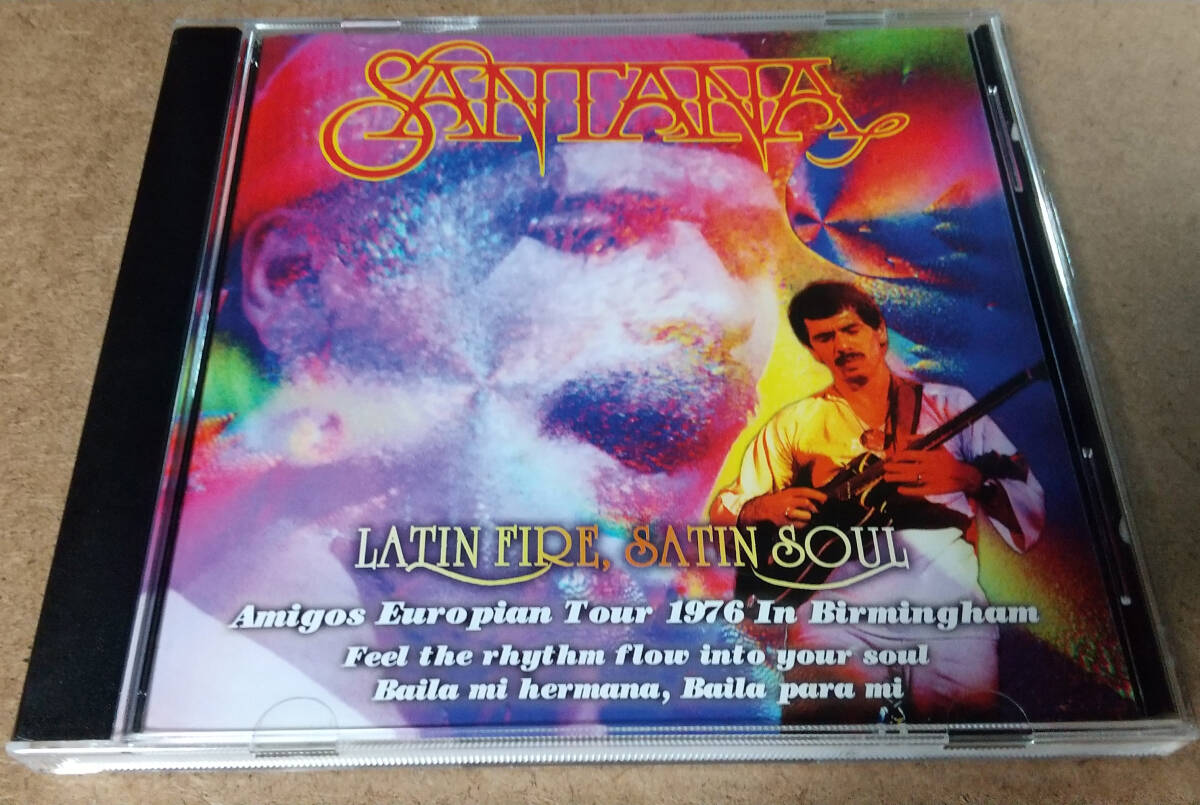 SANTANA
LATIN FIRE, SATIN SOUL
Amigos Europian Tour 1976 In Birmingham
Feel the rhythm flow into your soul
Baila mi hermana, Baila para mi